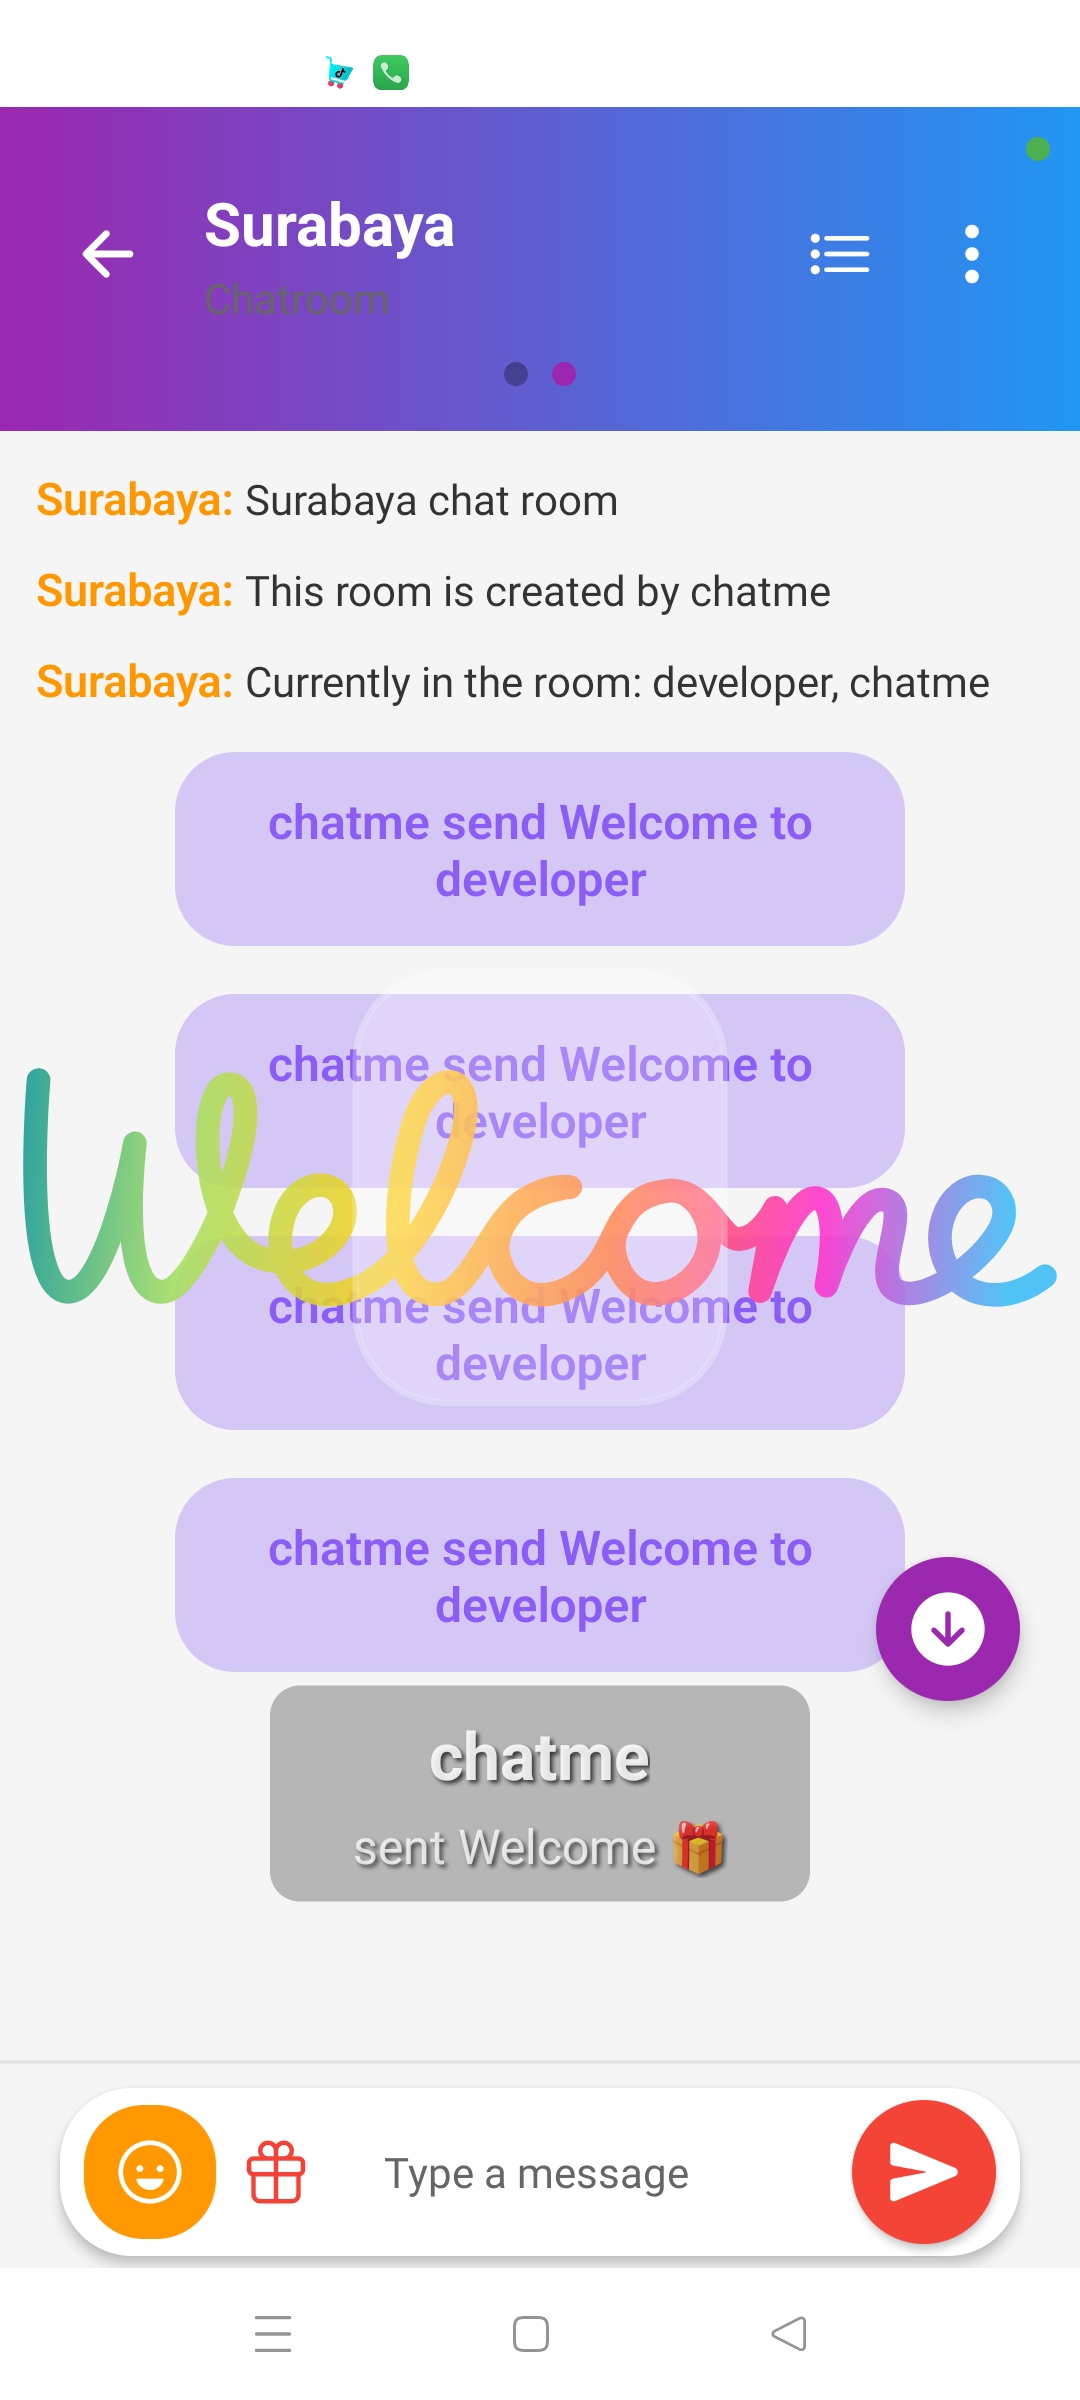 Surabaya
Chatroom
Surabaya: Surabaya chat room
Surabaya: This room is created by chatme
Surabaya: Currently in the room: developer, chatme
chatme send Welcome to
developer
chatme send Welcome to
developer
Welcome
chatme send Welcome to
developer
chatme send Welcome to
developer
chatme
sent Welcome 🎁
Type a message